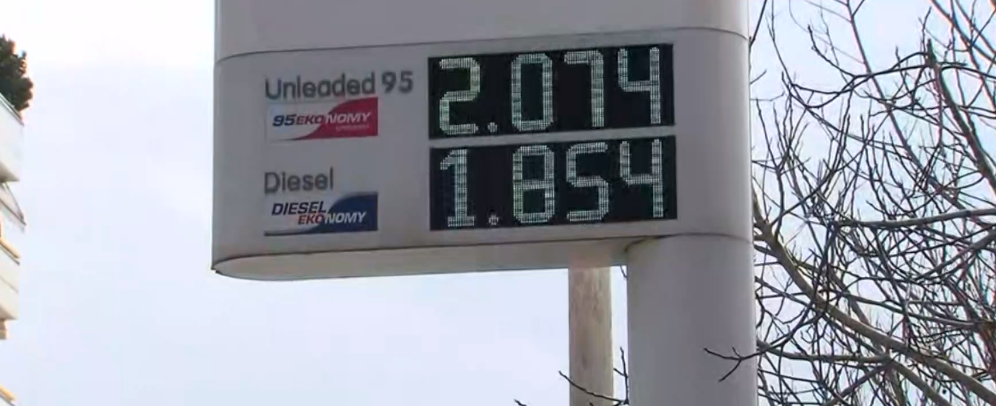 Unleaded 95 2.074
95EKONOMY
Diesel 1.854
DIESEL
EKONOMY